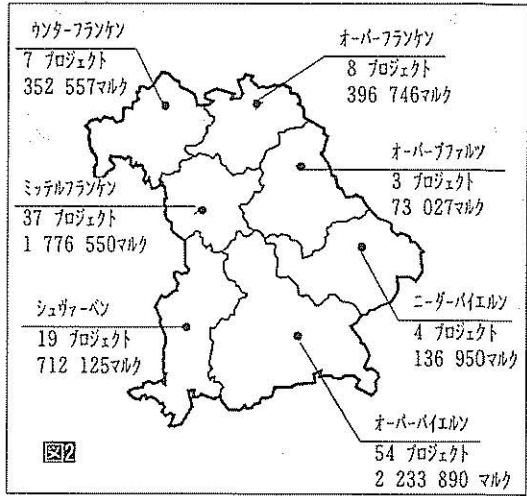 ウンターフランケン
7 プロジェクト
352 557マルク
オーバーフランケン
8 プロジェクト
396 746マルク
オーバープファルツ
3 プロジェクト
73 027マルク
ミッテルフランケン
37 プロジェクト
1 776 550マルク
ニーダーバイエルン
4 プロジェクト
136 950マルク
シュヴァーベン
19 プロジェクト
712 125マルク
オーバーバイエルン
54 プロジェクト
2 233 890 マルク
図2